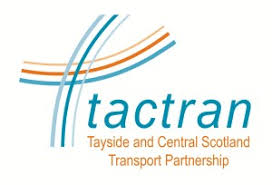 tactran
Tayside and Central Scotland
Transport Partnership